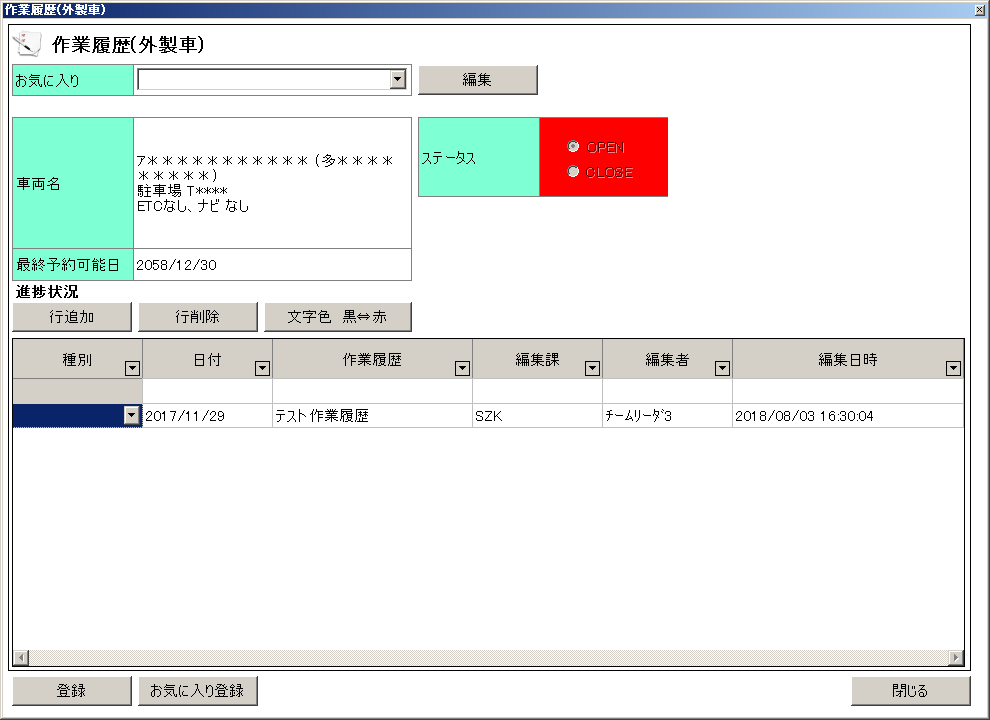 作業履歴(外製車)
作業履歴(外製車)
お気に入り
編集
車両名
ア＊＊＊＊＊＊＊＊＊＊＊（多＊＊＊＊
＊＊＊＊＊）
駐車場 T****
ETCなし、ナビなし
ステータス
OPEN
CLOSE
最終予約可能日 2058/12/30
進捗状況
行追加 行削除 文字色 黒⇔赤
種別 日付 作業履歴 編集課 編集者 編集日時
2017/11/29 テスト作業履歴 SZK ﾁｰﾑﾘｰﾀﾞ3 2018/08/03 16:30:04
登録 お気に入り登録 閉じる